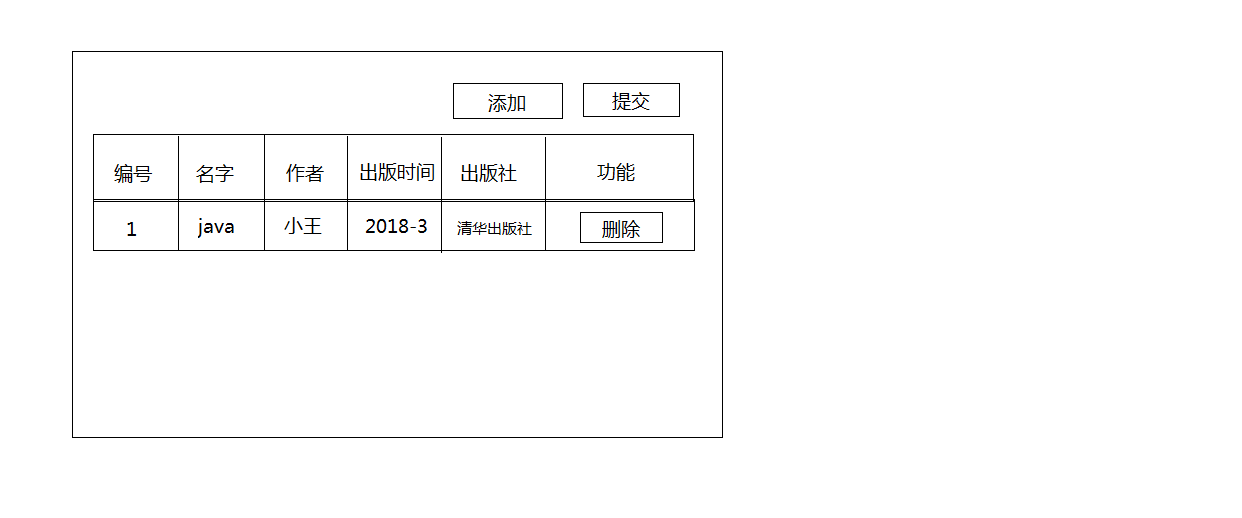 添加 提交
编号 名字 作者 出版时间 出版社 功能
1 java 小王 2018-3 清华出版社 删除